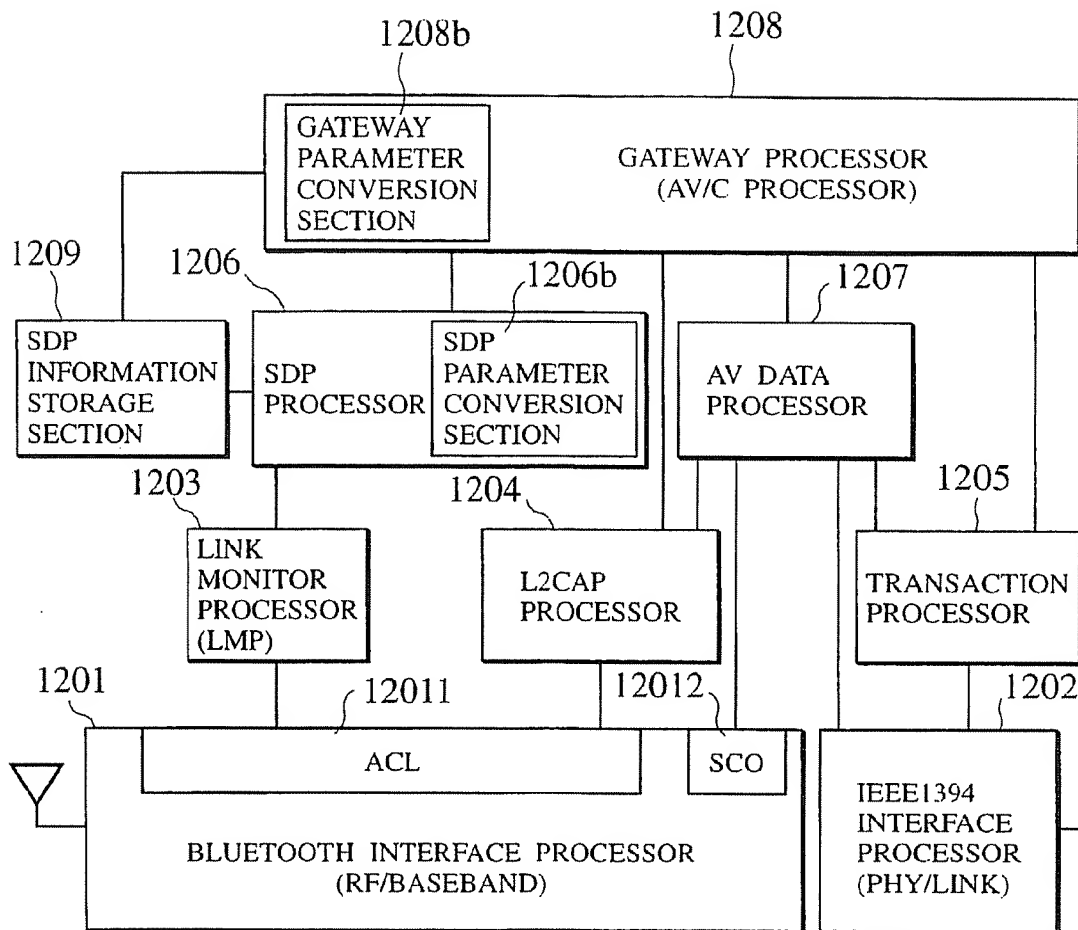 1208b
1208
GATEWAY
PARAMETER
CONVERSION
SECTION
GATEWAY PROCESSOR
(AV/C PROCESSOR)
1209
1206
1206b
1207
SDP
INFORMATION
STORAGE
SECTION
SDP
PROCESSOR
SDP
PARAMETER
CONVERSION
SECTION
AV DATA
PROCESSOR
1203
1204
1205
LINK
MONITOR
PROCESSOR
(LMP)
L2CAP
PROCESSOR
TRANSACTION
PROCESSOR
1201
12011
12012
1202
ACL
SCO
BLUETOOTH INTERFACE PROCESSOR
(RF/BASEBAND)
IEEE1394
INTERFACE
PROCESSOR
(PHY/LINK)